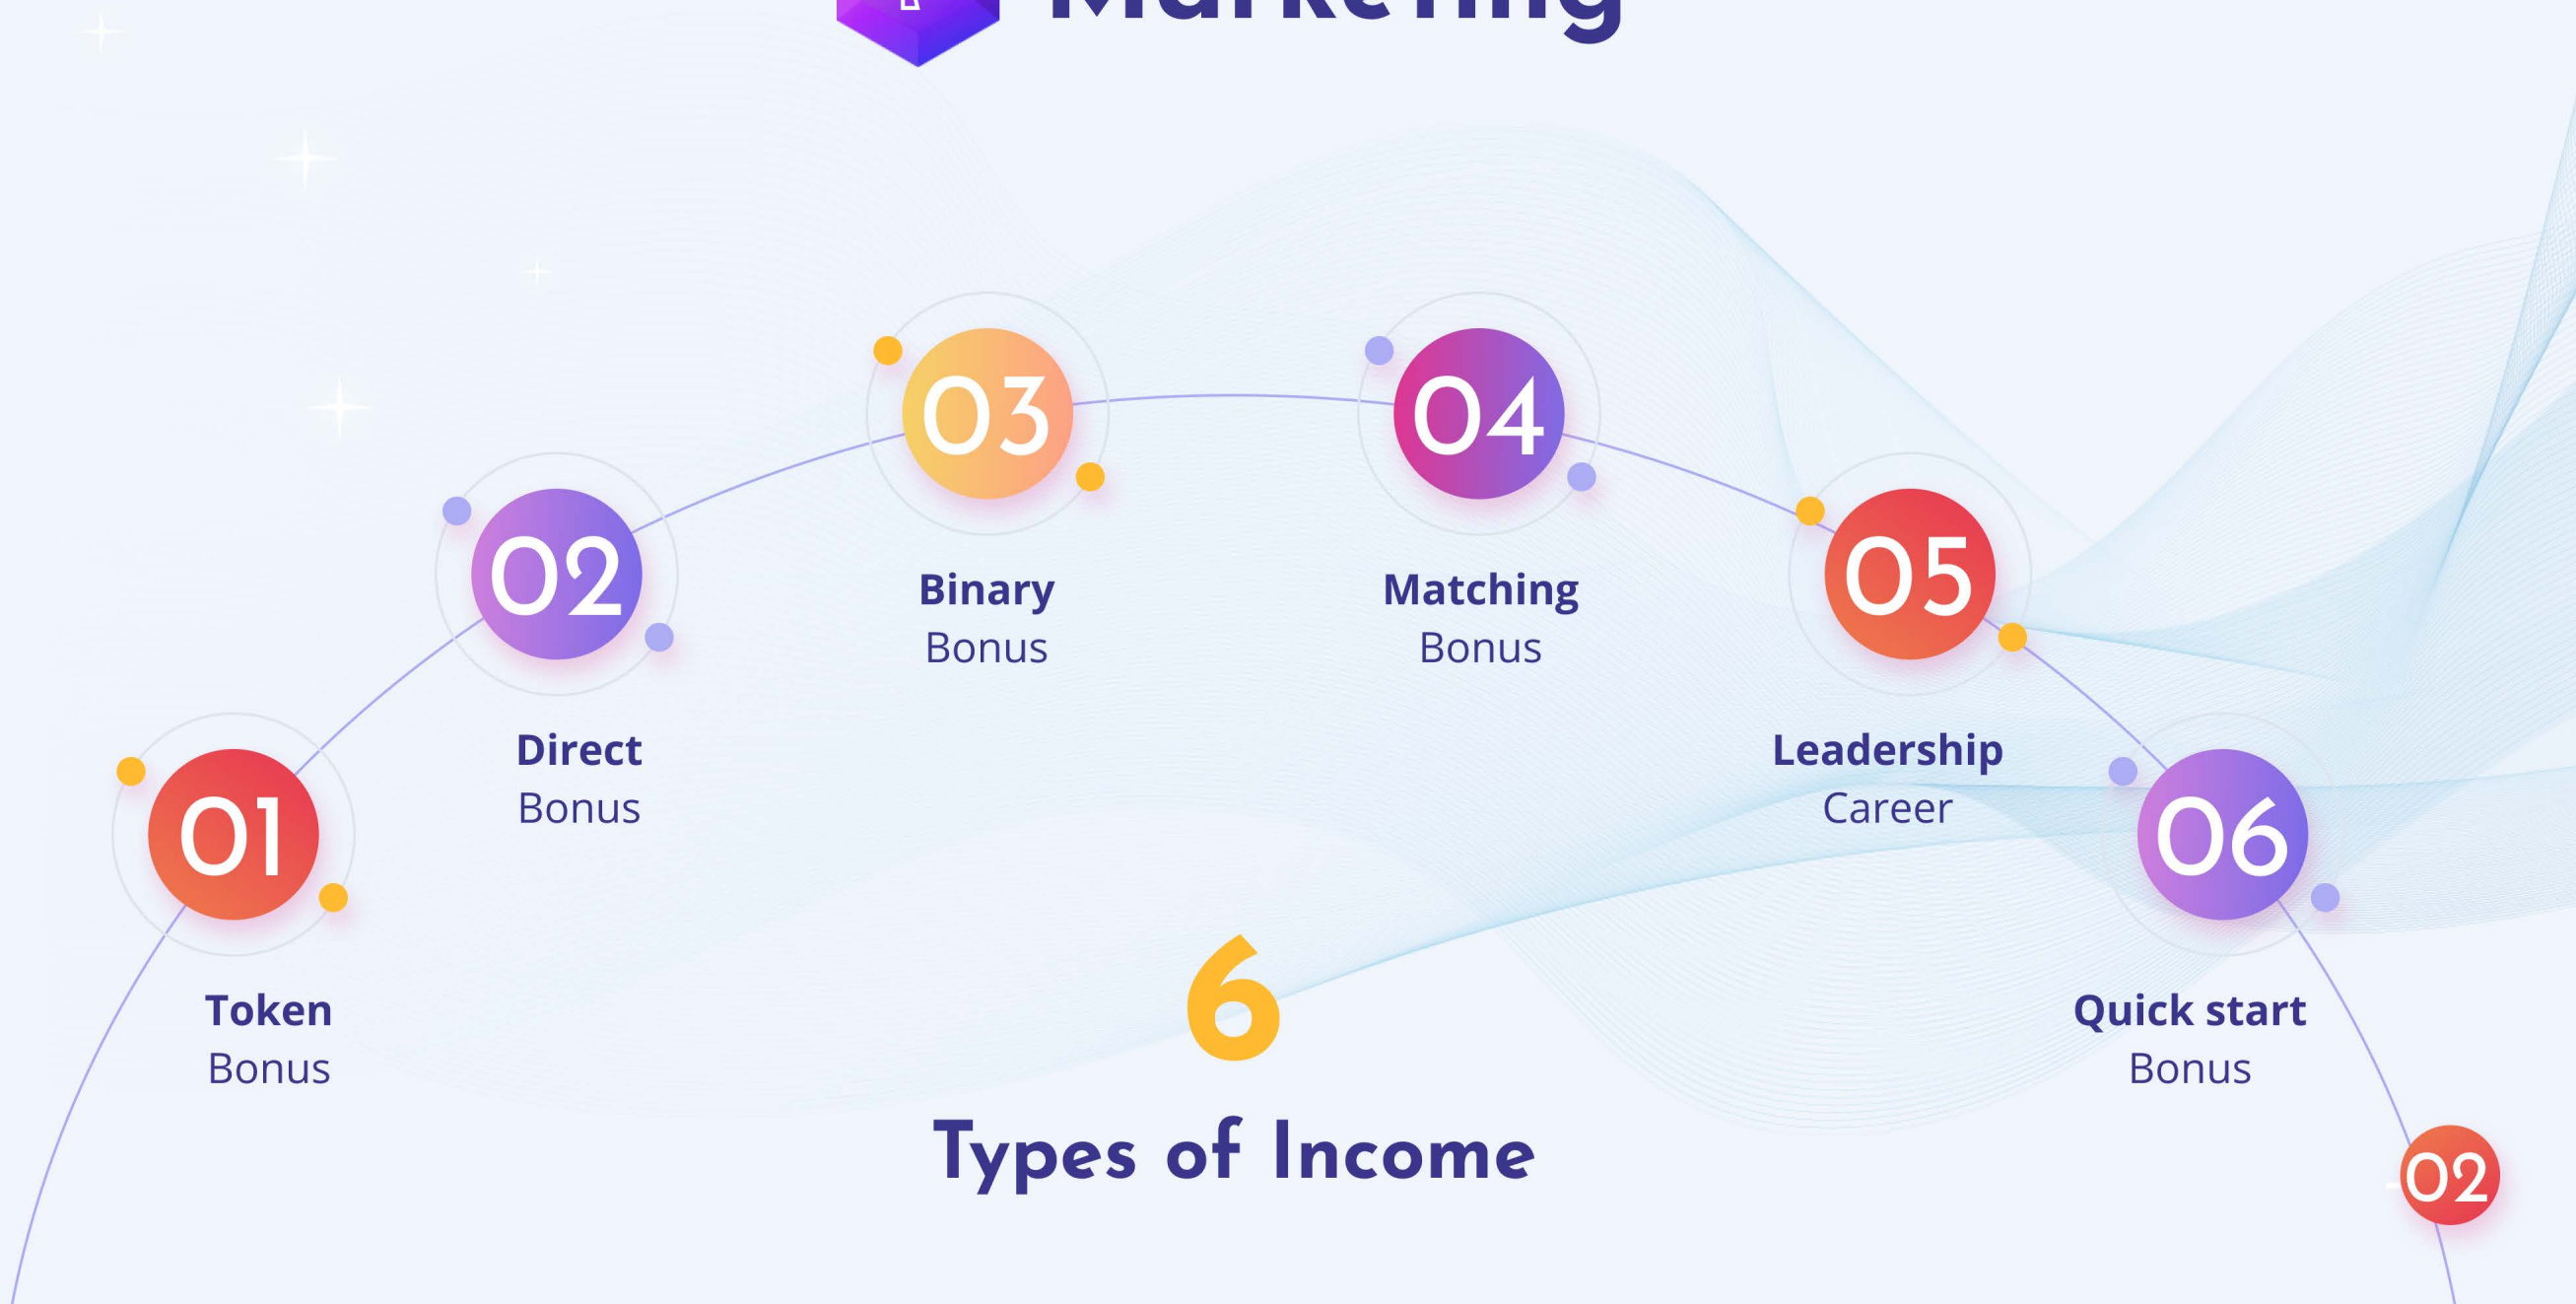 Marketing
03
04
02
05
Binary
Bonus
Matching
Bonus
Direct
Bonus
Leadership
Career
01
06
6
Token
Bonus
Quick start
Bonus
Types of Income
-02